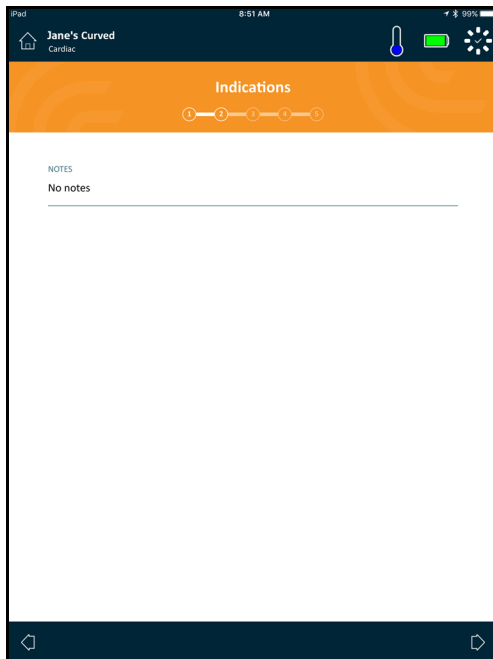 iPad 8:51 AM 99%
Jane's Curved
Cardiac
Indications
1 2 3 4 5
NOTES
No notes